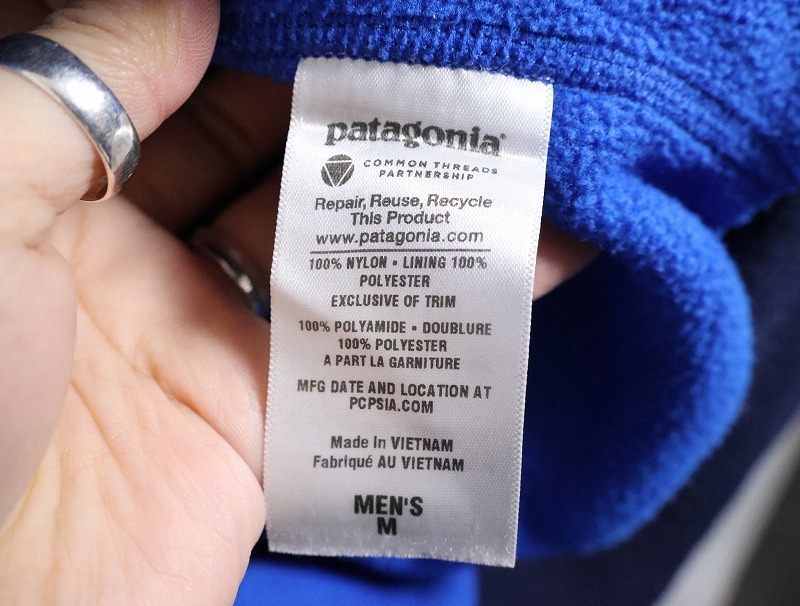 patagonia®
COMMON THREADS
PARTNERSHIP
Repair, Reuse, Recycle
This Product
www.patagonia.com
100% NYLON • LINING 100%
POLYESTER
EXCLUSIVE OF TRIM
100% POLYAMIDE • DOUBLURE
100% POLYESTER
A PART LA GARNITURE
MFG DATE AND LOCATION AT
PCPSIA.COM
Made In VIETNAM
Fabriqué AU VIETNAM
MEN'S
M